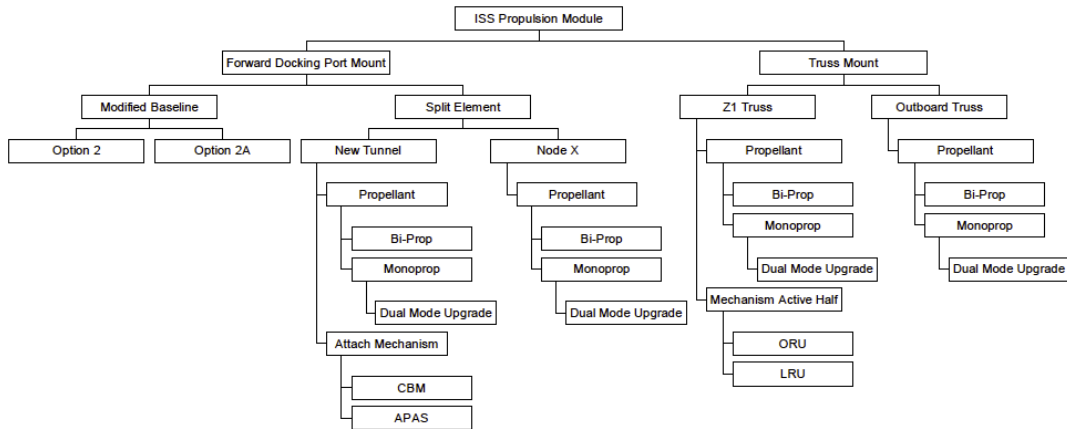 ISS Propulsion Module
Forward Docking Port Mount
Truss Mount
Modified Baseline
Split Element
Z1 Truss
Outboard Truss
Option 2
Option 2A
New Tunnel
Node X
Propellant
Propellant
Propellant
Propellant
Bi-Prop
Bi-Prop
Monoprop
Monoprop
Bi-Prop
Bi-Prop
Monoprop
Monoprop
Dual Mode Upgrade
Dual Mode Upgrade
Mechanism Active Half
Dual Mode Upgrade
Dual Mode Upgrade
Attach Mechanism
ORU
LRU
CBM
APAS